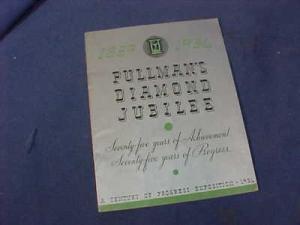 1859 1934
PULLMAN'S
DIAMOND
JUBILEE
Seventy-five years of Achievement
Seventy-five years of Progress
A CENTURY OF PROGRESS EXPOSITION - 1934